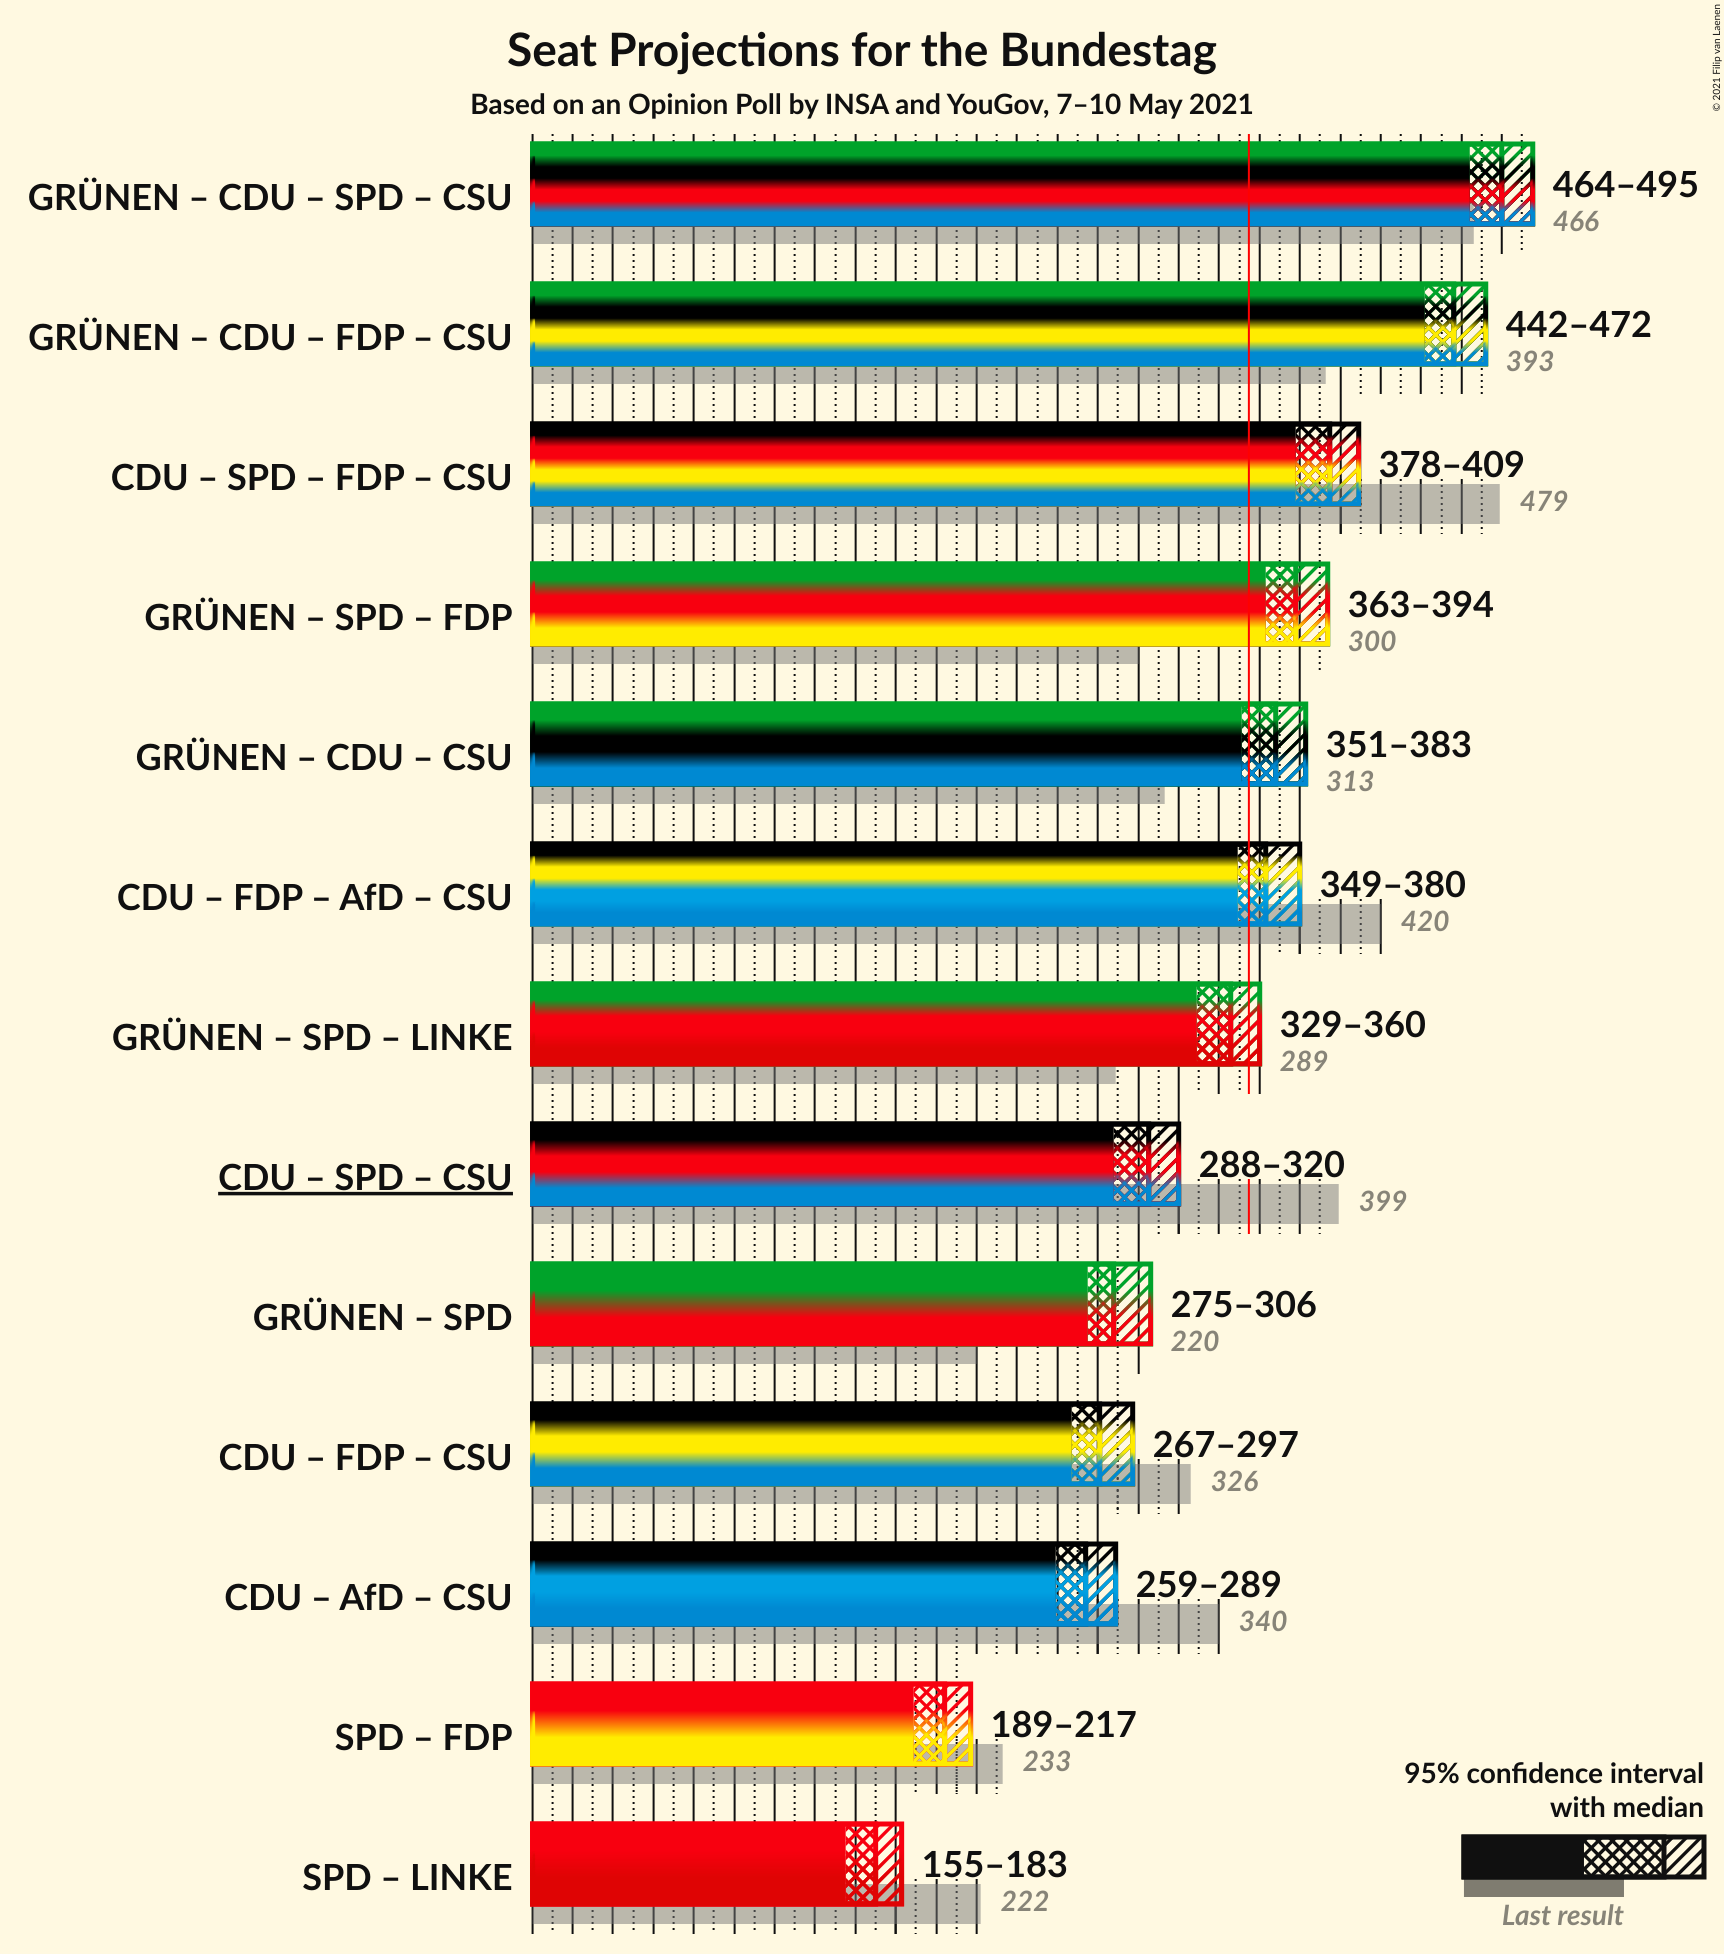 Seat Projections for the Bundestag
Based on an Opinion Poll by INSA and YouGov, 7–10 May 2021
© 2021 Filip van Laenen
GRÜNEN – CDU – SPD – CSU
464–495
466
GRÜNEN – CDU – FDP – CSU
442–472
393
CDU – SPD – FDP – CSU
378–409
479
GRÜNEN – SPD – FDP
363–394
300
GRÜNEN – CDU – CSU
351–383
313
CDU – FDP – AfD – CSU
349–380
420
GRÜNEN – SPD – LINKE
329–360
289
CDU – SPD – CSU
288–320
399
GRÜNEN – SPD
275–306
220
CDU – FDP – CSU
267–297
326
CDU – AfD – CSU
259–289
340
SPD – FDP
189–217
233
SPD – LINKE
155–183
222
95% confidence interval
with median
Last result